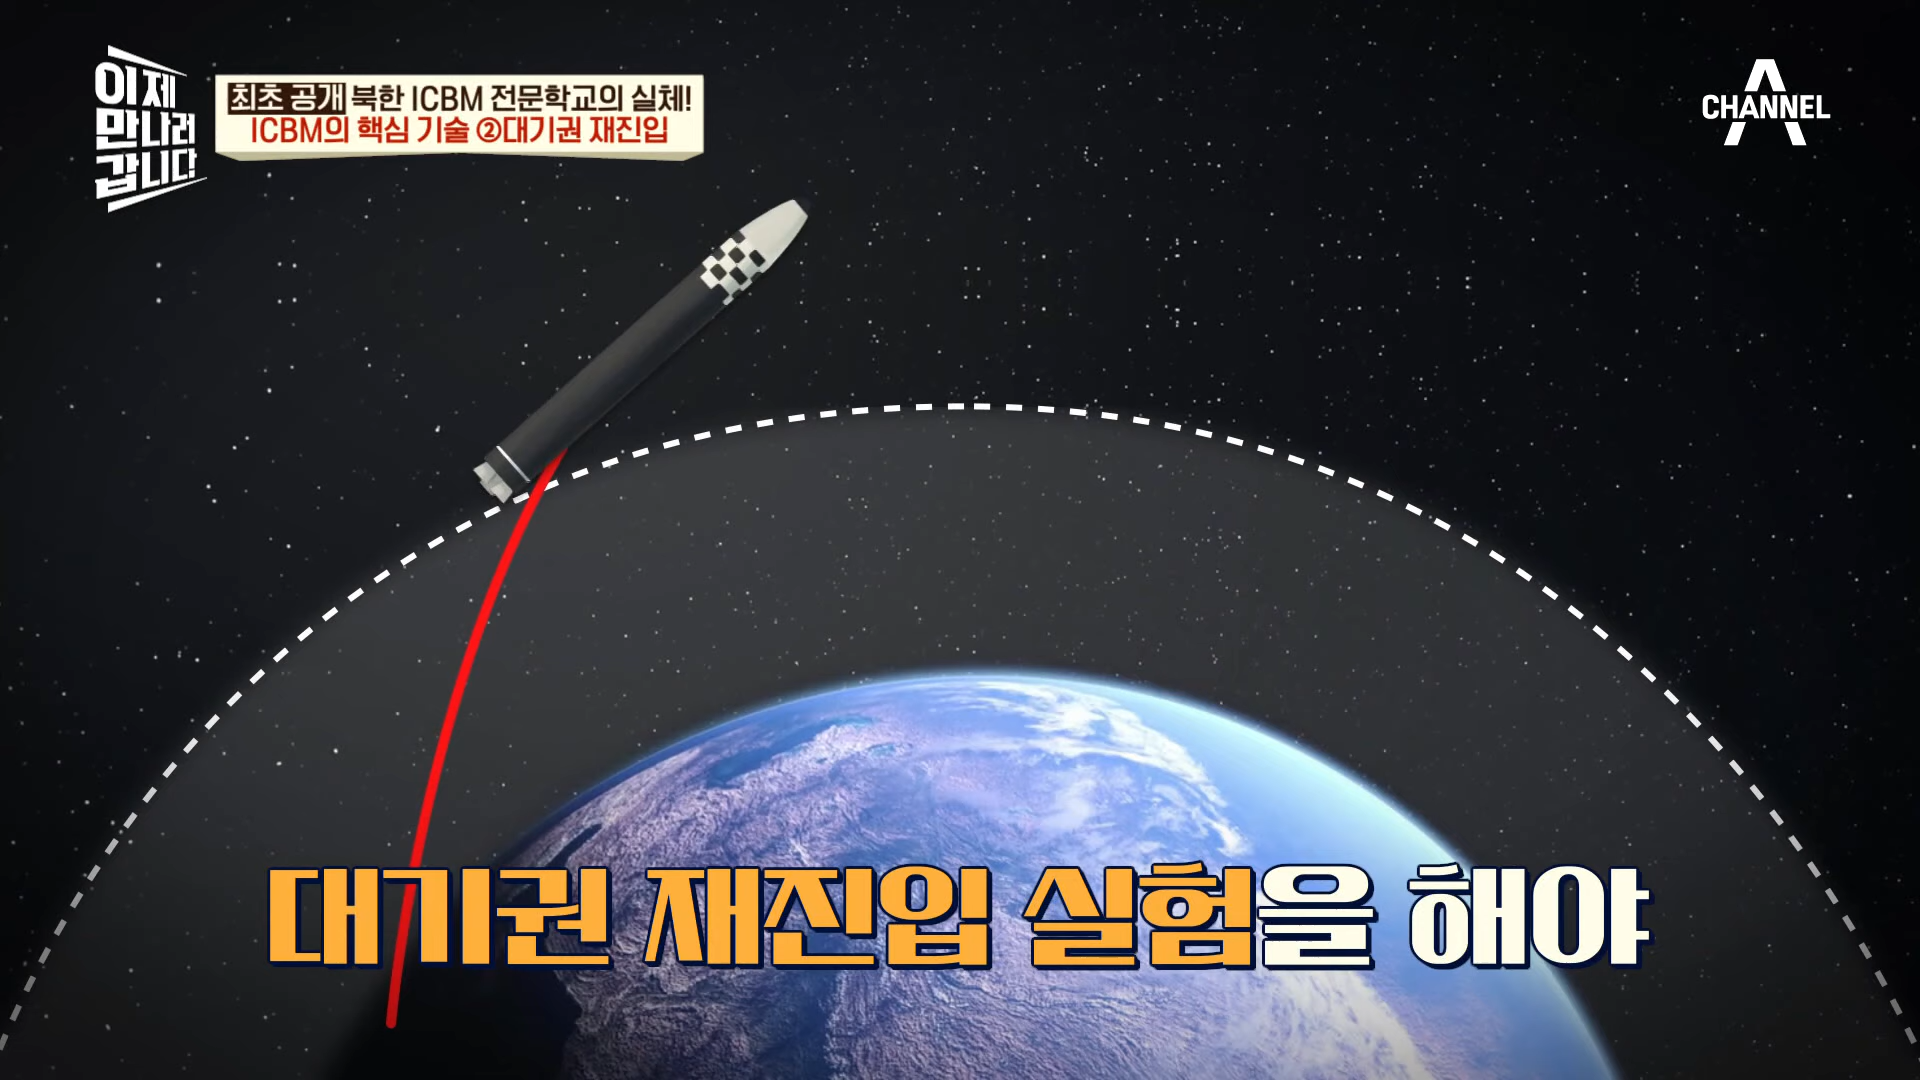 이제
만나러
갑니다
최초 공개 북한 ICBM 전문학교의 실체!
ICBM의 핵심 기술 ②대기권 재진입
CHANNEL A
대기권 재진입 실험을 해야